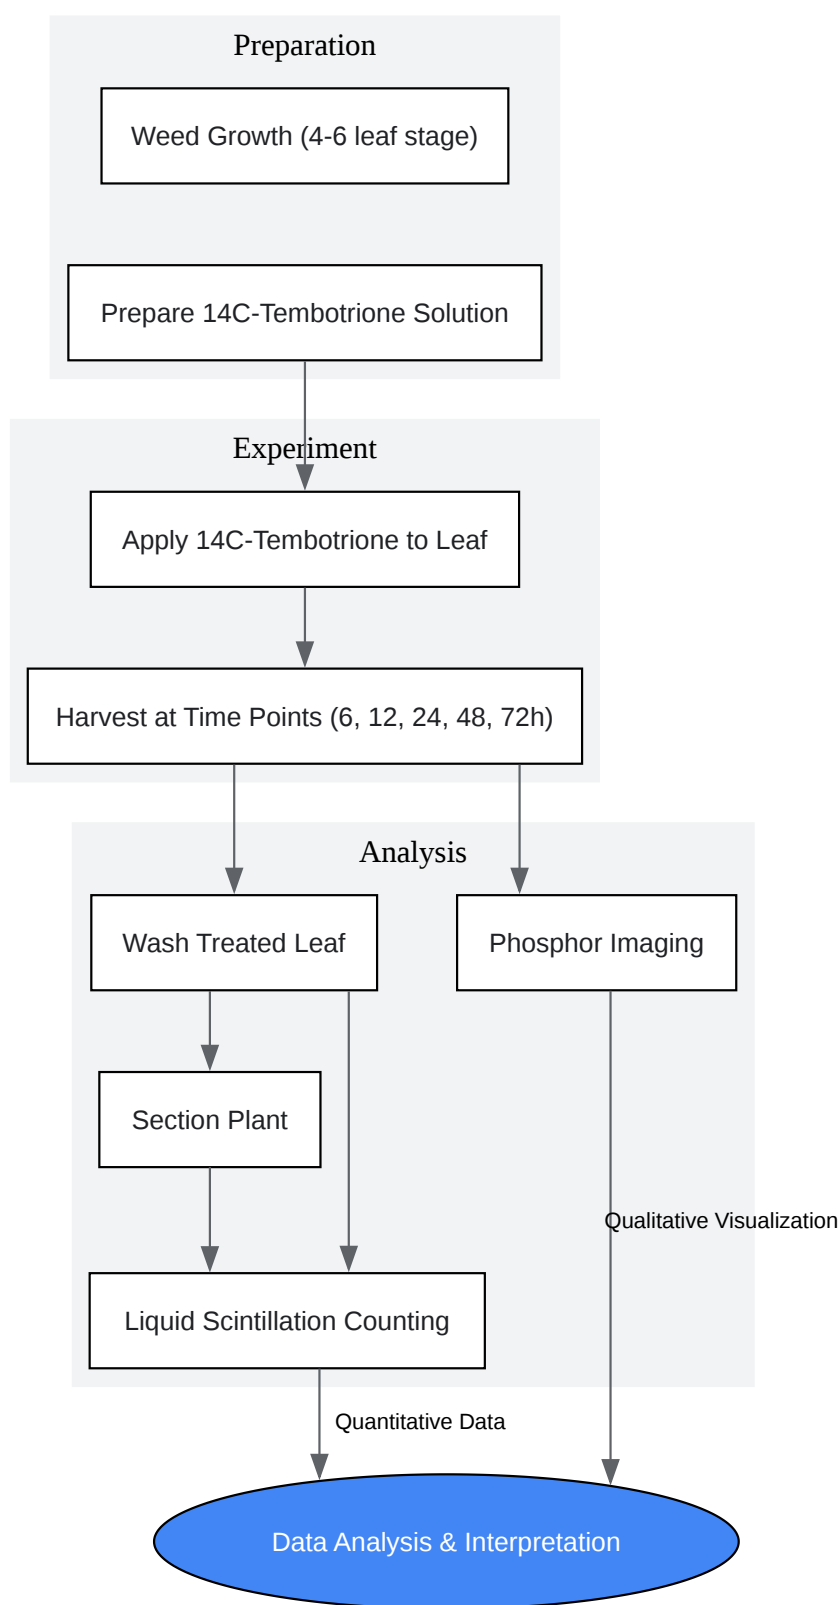 Preparation
Weed Growth (4-6 leaf stage)
Prepare 14C-Tembotrione Solution
Experiment
Apply 14C-Tembotrione to Leaf
Harvest at Time Points (6, 12, 24, 48, 72h)
Analysis
Wash Treated Leaf
Phosphor Imaging
Section Plant
Qualitative Visualization
Liquid Scintillation Counting
Quantitative Data
Data Analysis & Interpretation